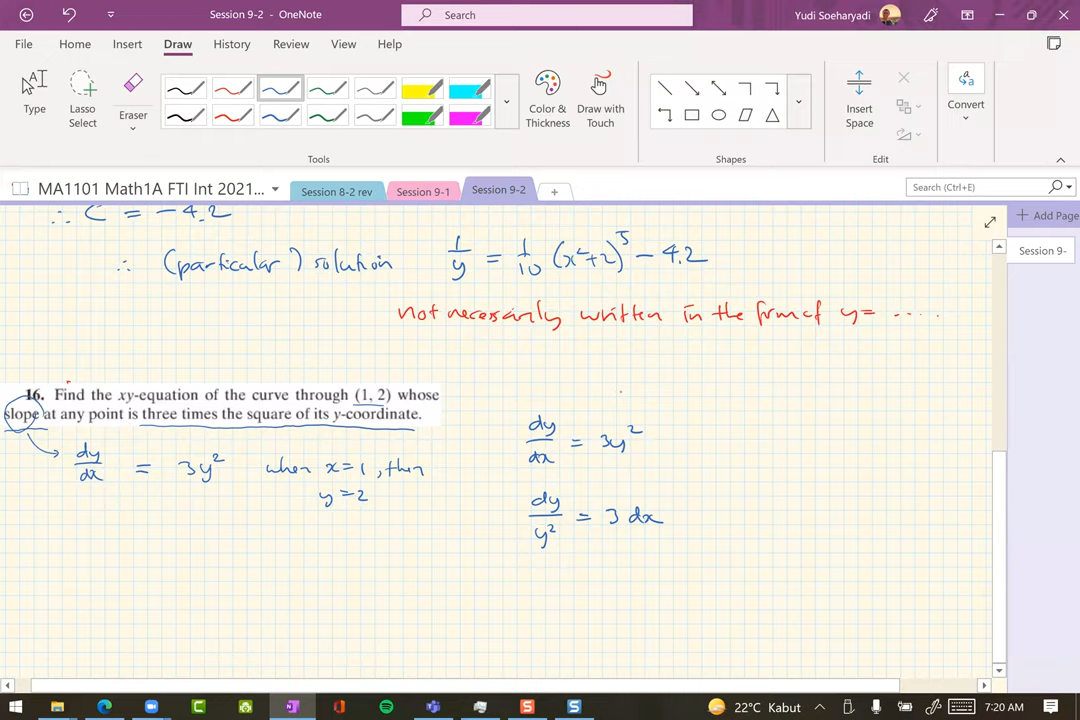 Session 9-2 - OneNote
Search
Yudi Soeharyadi
File Home Insert Draw History Review View Help
Type
Lasso Select
Eraser
Color & Thickness
Draw with Touch
Insert Space
Convert
Tools
Shapes
Edit
MA1101 Math1A FTI Int 2021...
Session 8-2 rev
Session 9-1
Session 9-2
Search (Ctrl+E)
Add Page
Session 9-
∴ C = -4.2
∴ (particular) solution 1/y = 1/10 (x²+2)⁵ - 4.2
not necessarily written in the form of y= .....
16. Find the xy-equation of the curve through (1, 2) whose
slope at any point is three times the square of its y-coordinate.
dy/dx = 3y² when x=1, then
y=2
dy/dx = 3y²
dy/y² = 3 dx
22°C Kabut
7:20 AM